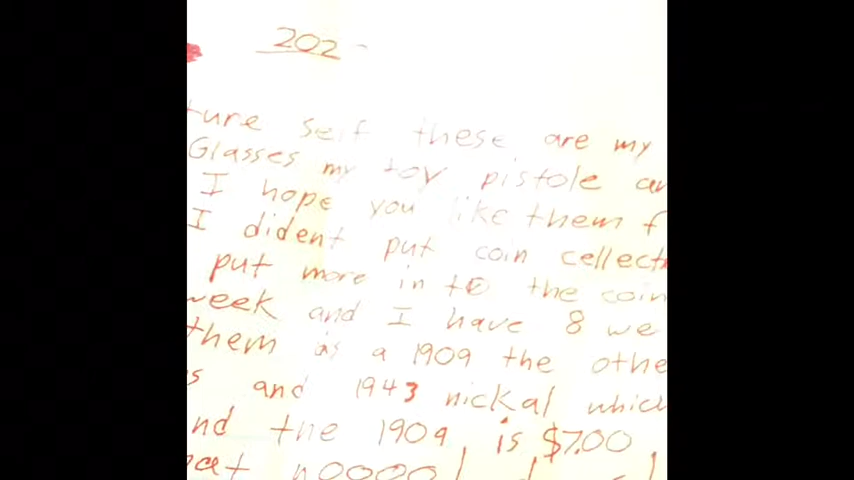 202
ture self these are my
Glasses my toy pistole
I hope you like them
I dident put coin cellect
put more in to the coin
week and I have 8 we
them is a 1909 the othe
s and 1943 nickal which
nd the 1909 is $7.00